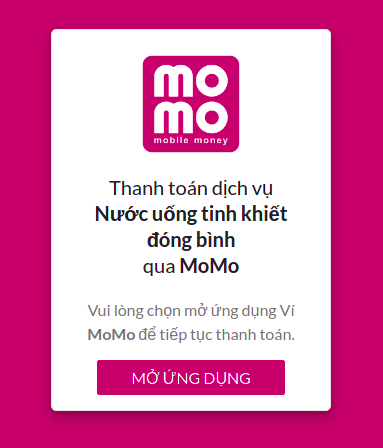 mo
mo
mobile money
Thanh toán dịch vụ
Nước uống tinh khiết
đóng bình
qua MoMo
Vui lòng chọn mở ứng dụng Ví
MoMo để tiếp tục thanh toán.
MỞ ỨNG DỤNG